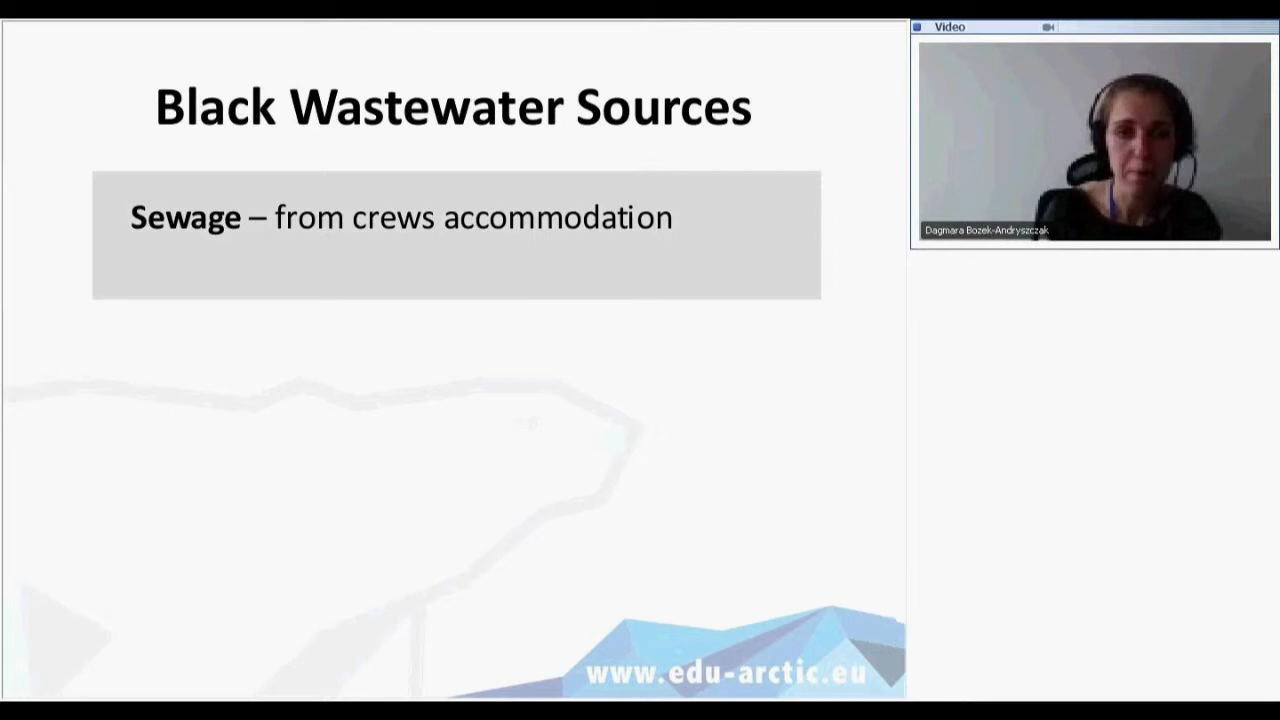 Black Wastewater Sources
Sewage – from crews accommodation
www.edu-arctic.eu
Video
Dagmara Bozek-Andryszczak